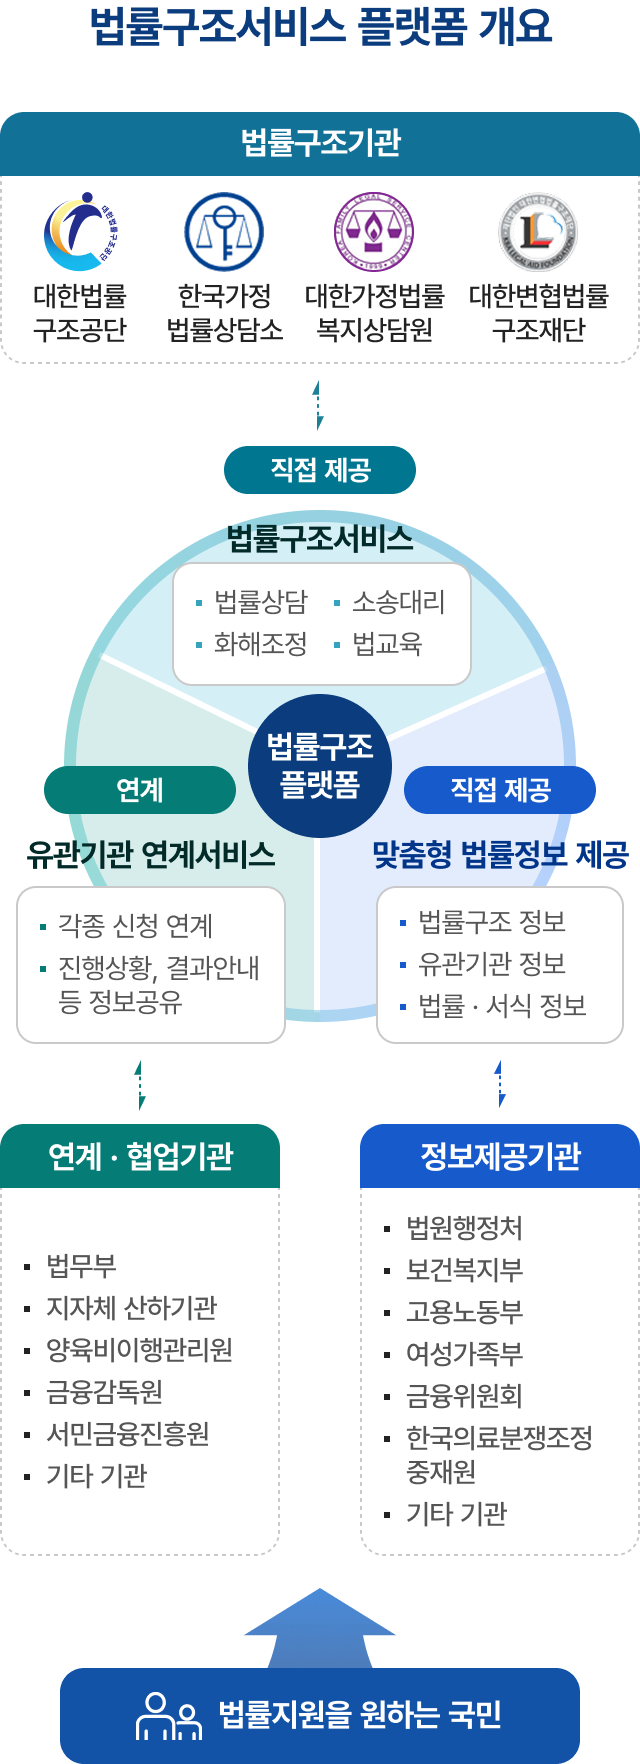 법률구조서비스 플랫폼 개요
법률구조기관
대한법률구조공단
대한법률
구조공단
한국가정
법률상담소
대한가정법률
복지상담원
대한변협법률
구조재단
직접 제공
법률구조서비스
법률상담
소송대리
화해조정
법교육
법률구조
플랫폼
연계
유관기관 연계서비스
각종 신청 연계
진행상황, 결과안내
등 정보공유
직접 제공
맞춤형 법률정보 제공
법률구조 정보
유관기관 정보
법률 · 서식 정보
연계 · 협업기관
법무부
지자체 산하기관
양육비이행관리원
금융감독원
서민금융진흥원
기타 기관
정보제공기관
법원행정처
보건복지부
고용노동부
여성가족부
금융위원회
한국의료분쟁조정
중재원
기타 기관
법률지원을 원하는 국민